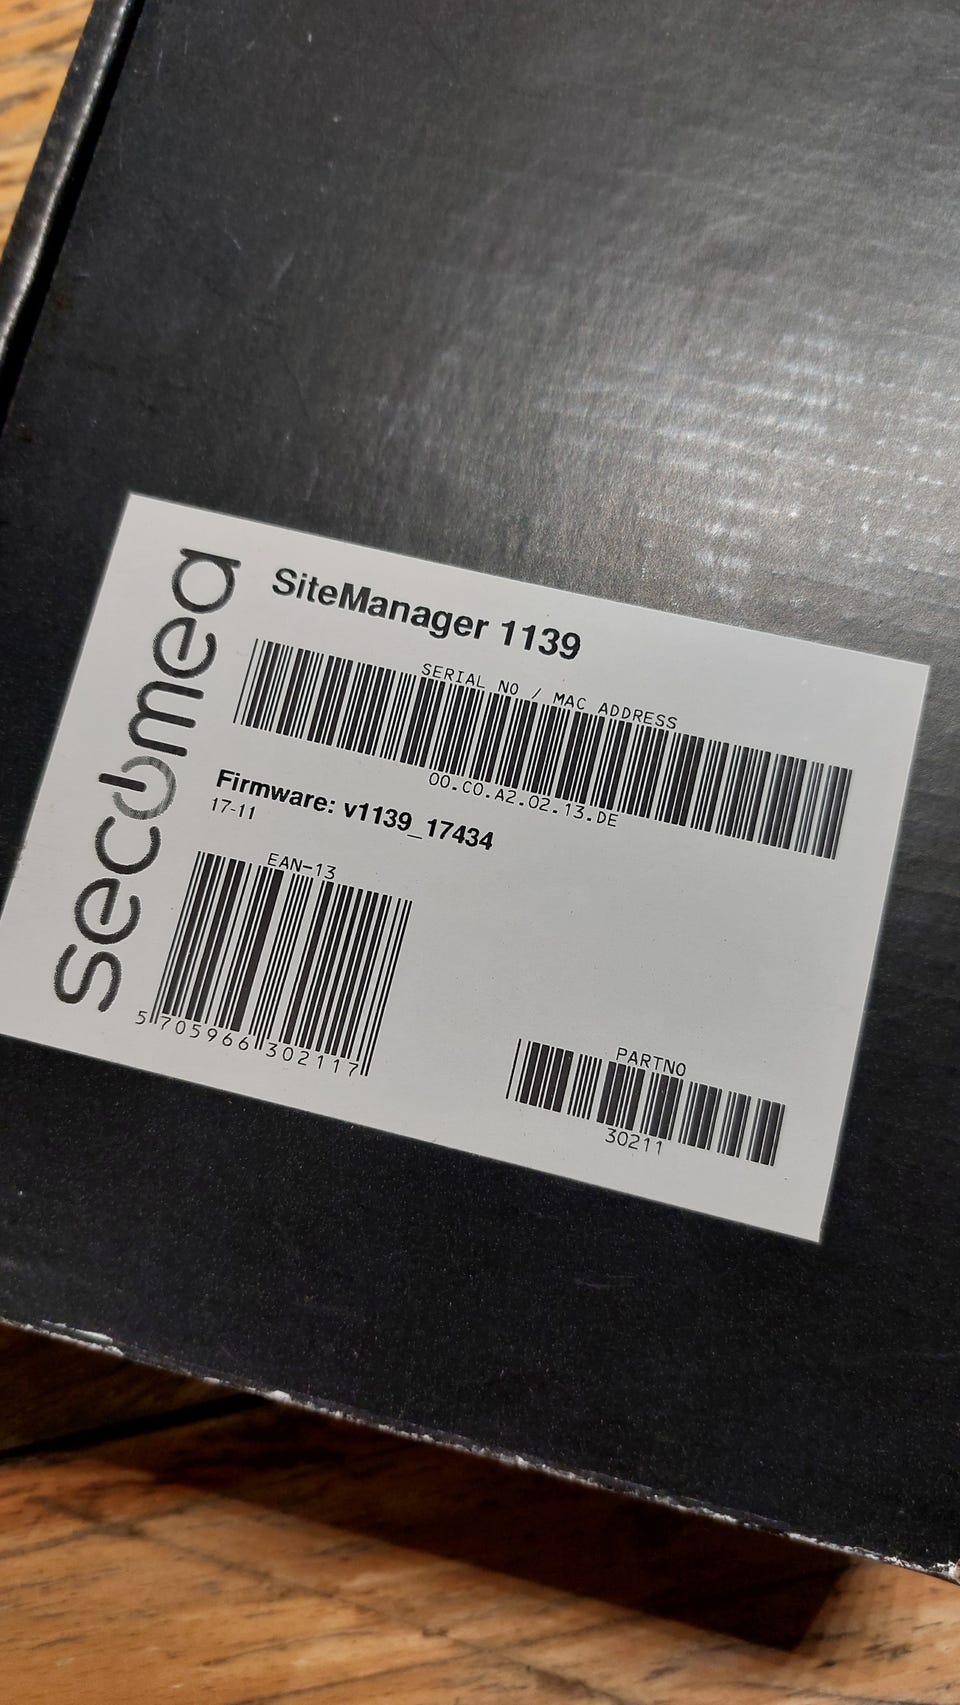 secomea
SiteManager 1139
SERIAL NO / MAC ADDRESS
00.C0.A2.02.13.DE
Firmware: v1139_17434
17-11
EAN-13
5 705966 302117
PARTNO
30211